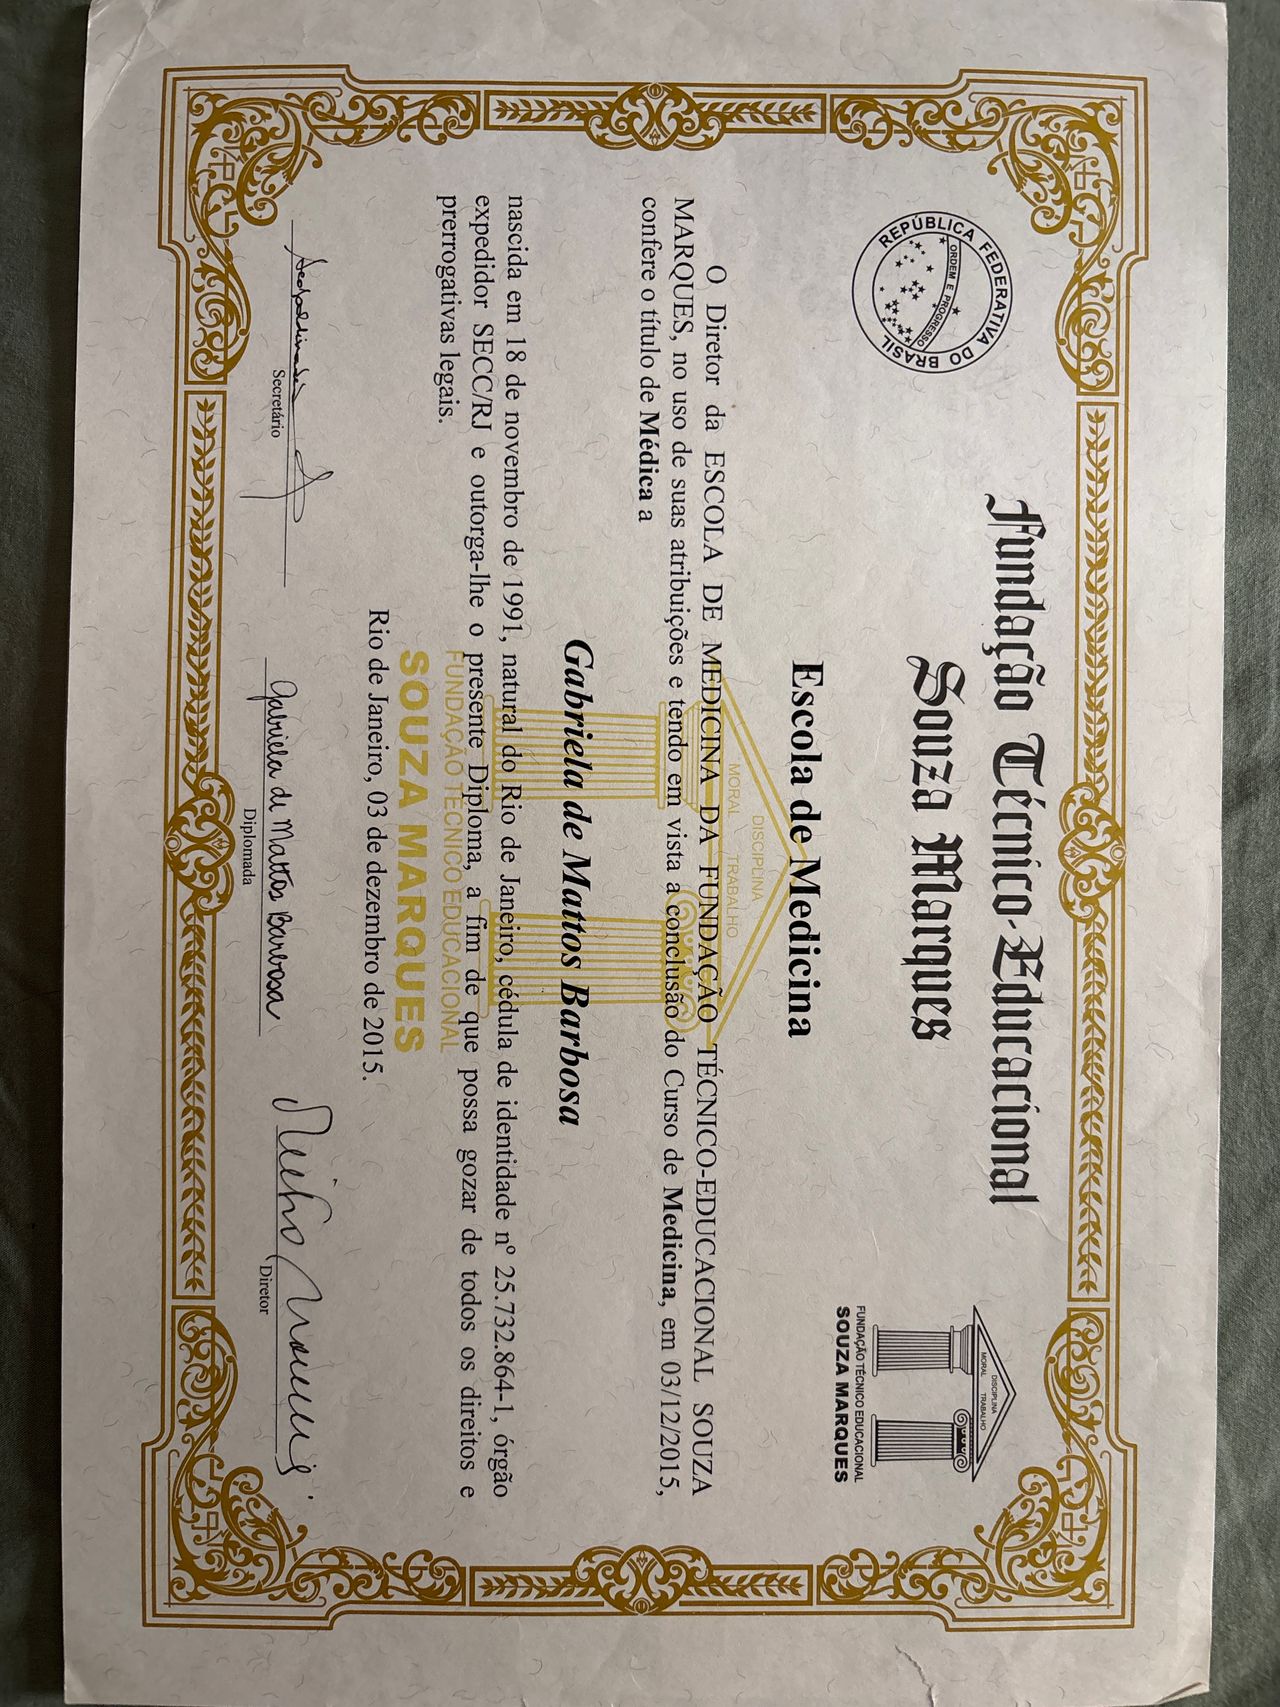 Fundação Técnico-Educacional
Souza Marques
REPÚBLICA FEDERATIVA DO BRASIL
ORDEM E PROGRESSO
DISCIPLINA
MORAL TRABALHO
FUNDAÇÃO TÉCNICO EDUCACIONAL
SOUZA MARQUES
Escola de Medicina
DISCIPLINA
MORAL TRABALHO
O Diretor da ESCOLA DE MEDICINA DA FUNDAÇÃO TÉCNICO-EDUCACIONAL SOUZA
MARQUES, no uso de suas atribuições e tendo em vista a conclusão do Curso de Medicina, em 03/12/2015,
confere o título de Médica a
Gabriela de Mattos Barbosa
nascida em 18 de novembro de 1991, natural do Rio de Janeiro, cédula de identidade nº 25.732.864-1, órgão
expedidor SECC/RJ e outorga-lhe o presente Diploma, a fim de que possa gozar de todos os direitos e
prerrogativas legais.
FUNDAÇÃO TÉCNICO EDUCACIONAL
SOUZA MARQUES
Rio de Janeiro, 03 de dezembro de 2015.
Secretário
Gabriela de Mattos Barbosa
Diplomada
Diretor